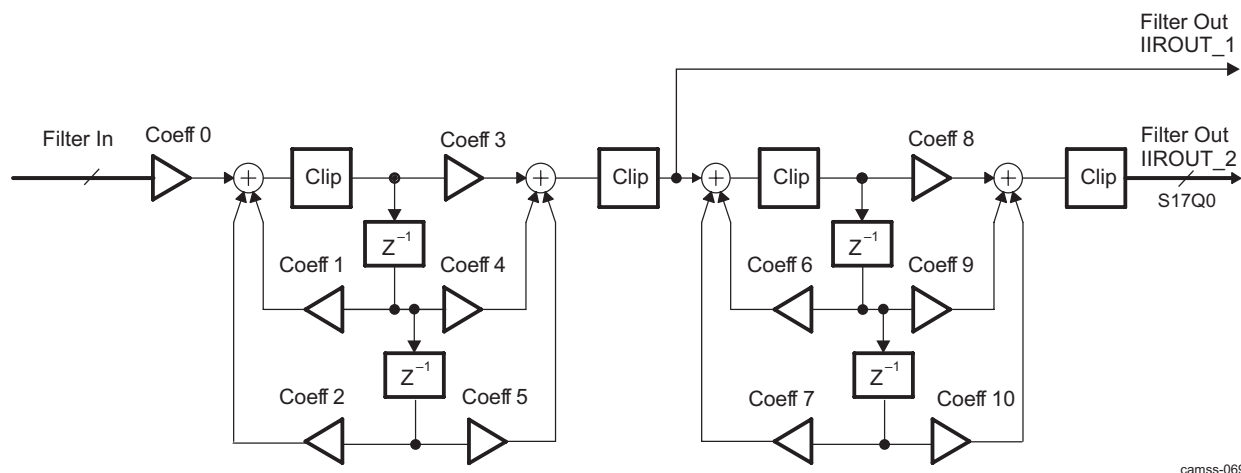 Filter Out
IIROUT_1
Filter In
Coeff 0
Coeff 3
Coeff 8
Filter Out
IIROUT_2
Clip
Clip
Clip
Clip
S17Q0
Z⁻¹
Z⁻¹
Coeff 1
Coeff 4
Coeff 6
Coeff 9
Z⁻¹
Z⁻¹
Coeff 2
Coeff 5
Coeff 7
Coeff 10
camss-069